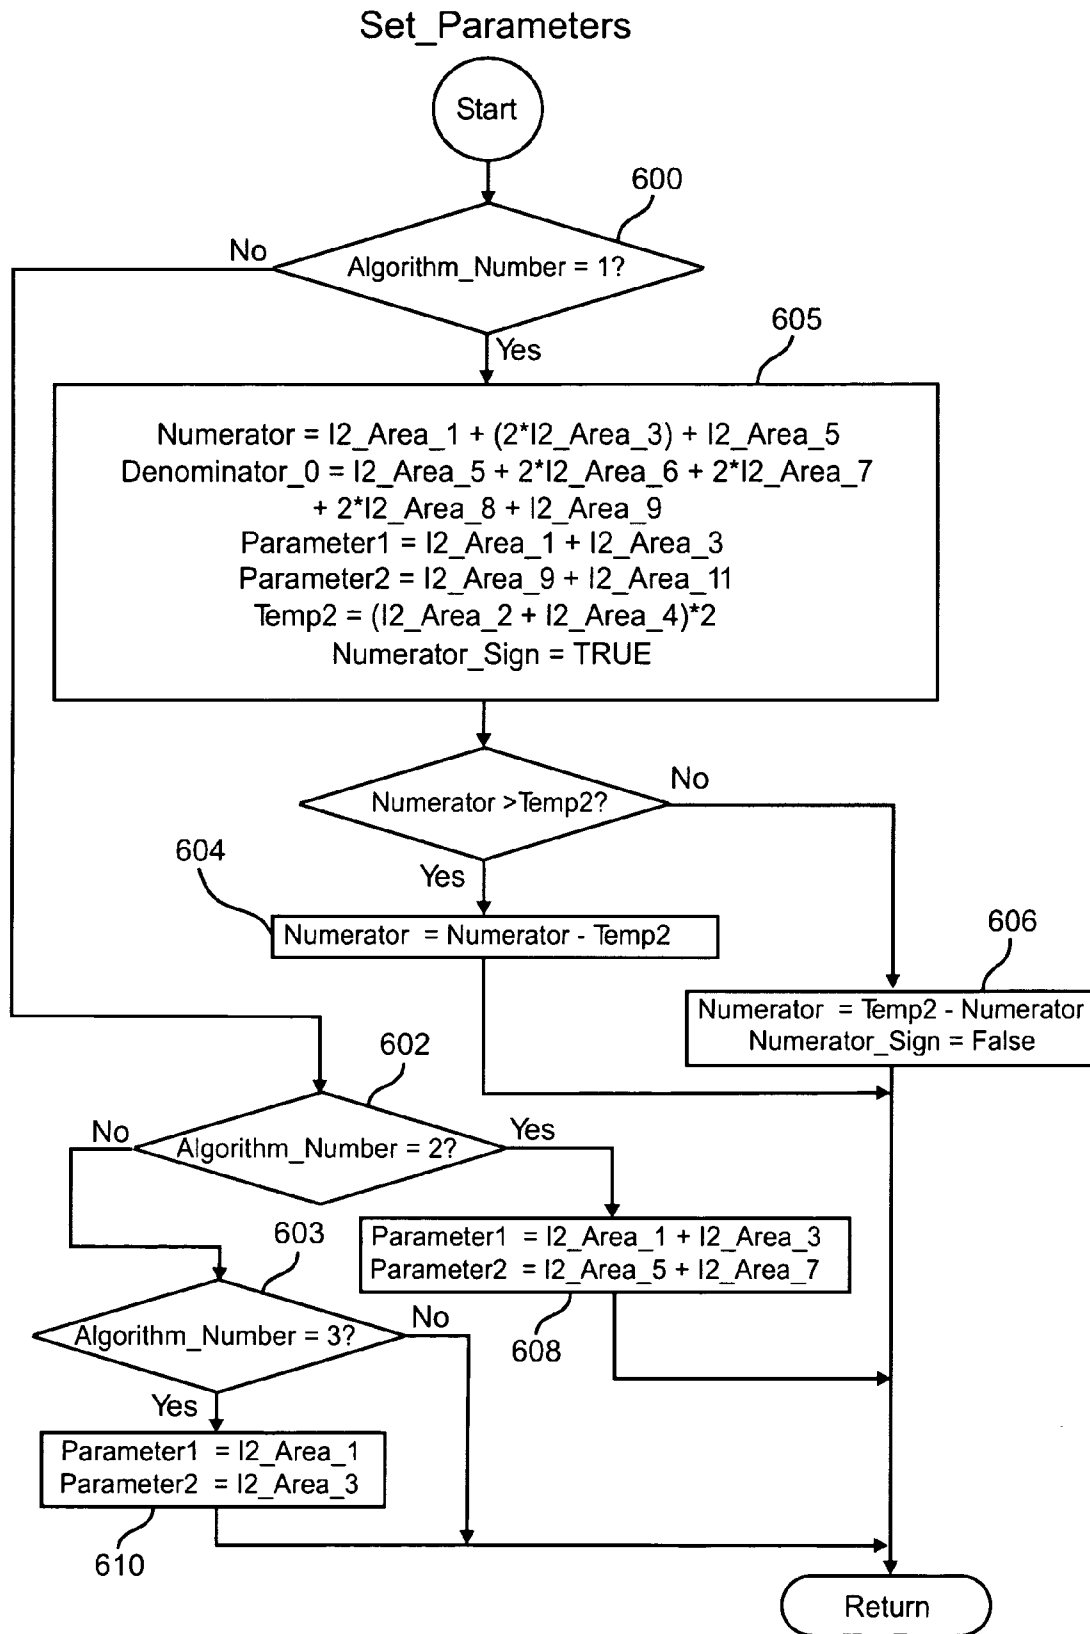 Set_Parameters
Start
600
No
Algorithm_Number = 1?
Yes
605
Numerator = I2_Area_1 + (2*I2_Area_3) + I2_Area_5
Denominator_0 = I2_Area_5 + 2*I2_Area_6 + 2*I2_Area_7
+ 2*I2_Area_8 + I2_Area_9
Parameter1 = I2_Area_1 + I2_Area_3
Parameter2 = I2_Area_9 + I2_Area_11
Temp2 = (I2_Area_2 + I2_Area_4)*2
Numerator_Sign = TRUE
Numerator >Temp2?
No
604
Yes
Numerator = Numerator - Temp2
606
Numerator = Temp2 - Numerator
Numerator_Sign = False
602
No
Algorithm_Number = 2?
Yes
Parameter1 = I2_Area_1 + I2_Area_3
Parameter2 = I2_Area_5 + I2_Area_7
608
603
Algorithm_Number = 3?
No
Yes
Parameter1 = I2_Area_1
Parameter2 = I2_Area_3
610
Return